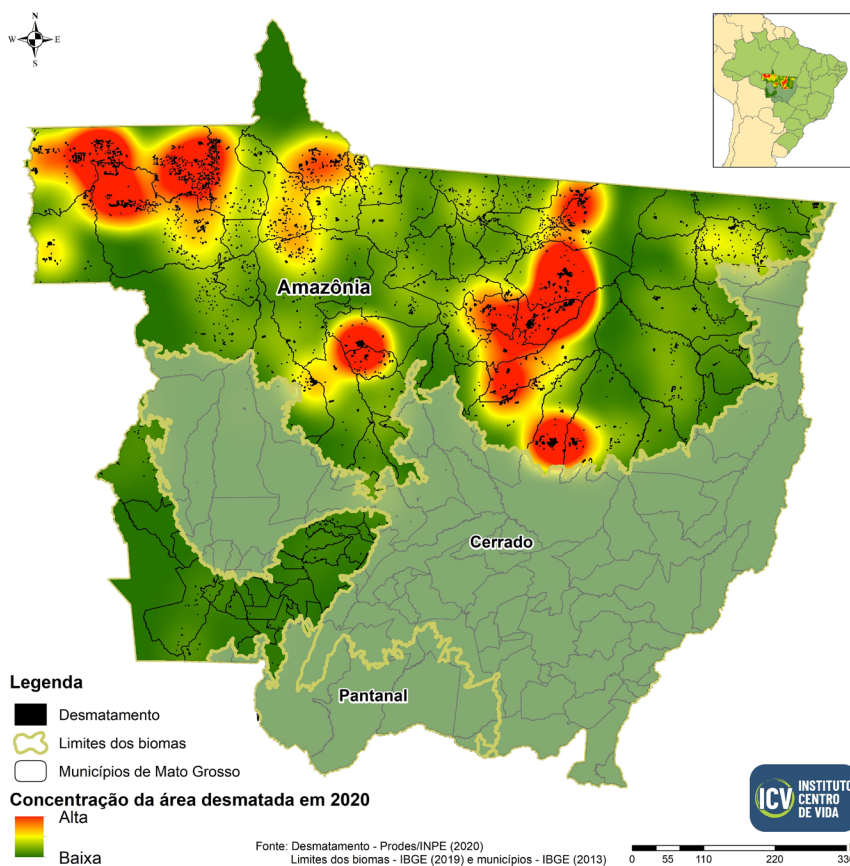 N
W E
S
Amazônia
Cerrado
Pantanal
Legenda
Desmatamento
Limites dos biomas
Municípios de Mato Grosso
Concentração da área desmatada em 2020
Alta
Baixa
Fonte: Desmatamento - Prodes/INPE (2020)
Limites dos biomas - IBGE (2019) e municípios - IBGE (2013)
ICV INSTITUTO
CENTRO
DE VIDA
0 55 110 220